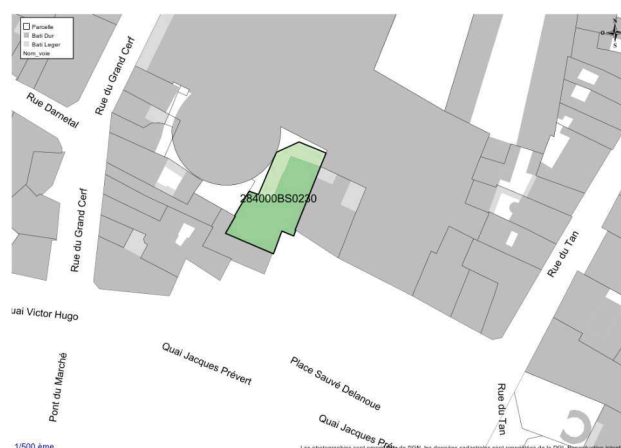 Parcelle
Bati Dur
Bati Leger
Nom_voie
Rue du Grand Cerf
Rue Darnetal
284000BS0230
Rue du Grand Cerf
Rue du Tan
uai Victor Hugo
Quai Jacques Prévert
Place Sauvé Delanoue
Pont du Marché
Rue du Tan
Quai Jacques
1/500 ème